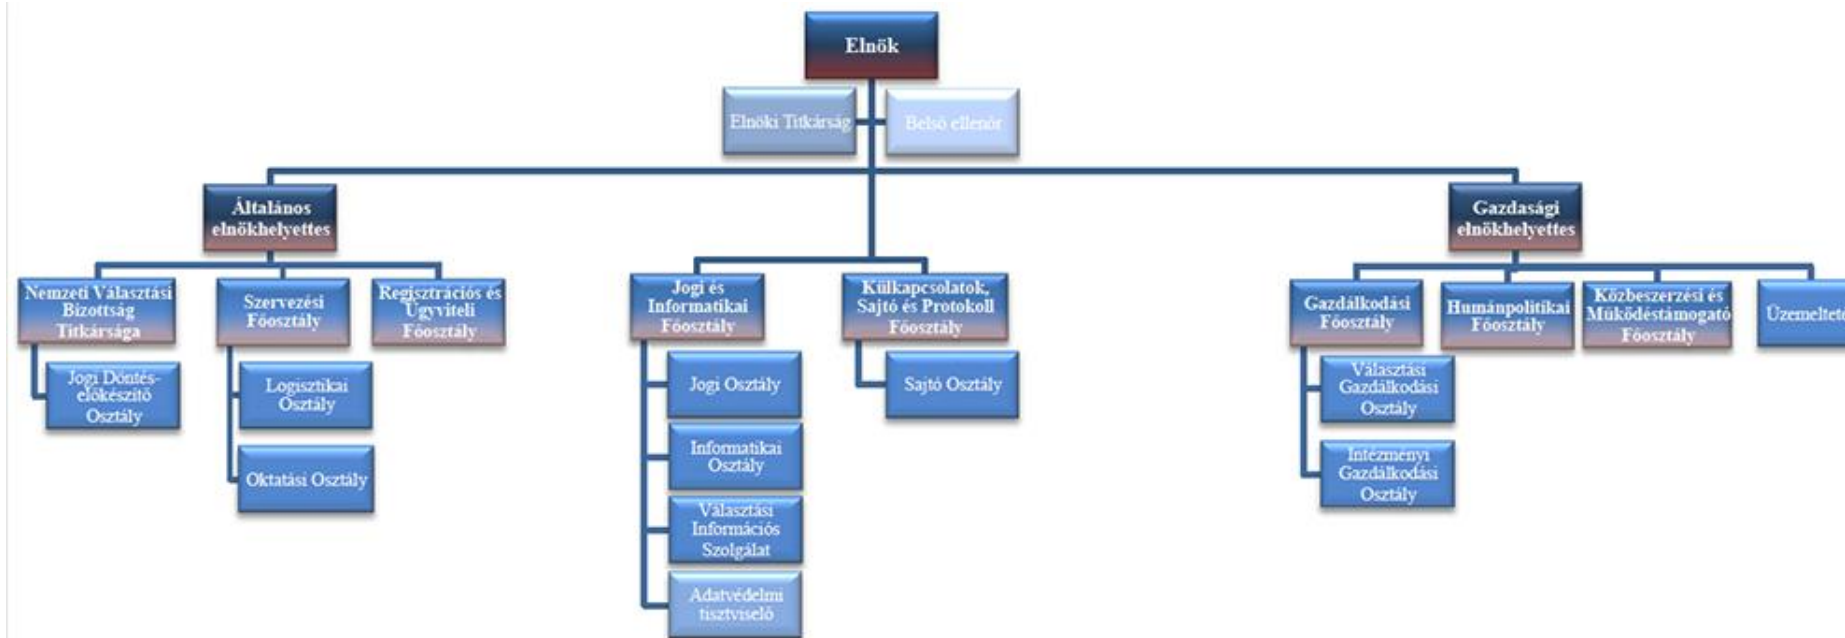 Elnök
Elnöki Titkárság
Belső ellenőr
Általános
elnökhelyettes
Gazdasági
elnökhelyettes
Nemzeti Választási
Bizottság
Titkársága
Szervezési
Főosztály
Regisztrációs és
Ügyviteli
Főosztály
Jogi és
Informatikai
Főosztály
Külkapcsolatok,
Sajtó és Protokoll
Főosztály
Gazdálkodási
Főosztály
Humánpolitikai
Főosztály
Közbeszerzési és
Működéstámogató
Főosztály
Jogi Döntés-
előkészítő
Osztály
Logisztikai
Osztály
Oktatási Osztály
Jogi Osztály
Informatikai
Osztály
Választási
Információs
Szolgálat
Adatvédelmi
tisztviselő
Sajtó Osztály
Választási
Gazdálkodási
Osztály
Intézményi
Gazdálkodási
Osztály